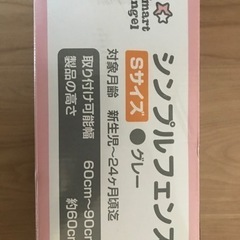 mart
ngel
シンプルフェンス
Sサイズ
グレー
対象月齢 新生児～24ヶ月頃迄
取り付け可能幅 60cm～90cm
製品の高さ 約60cm